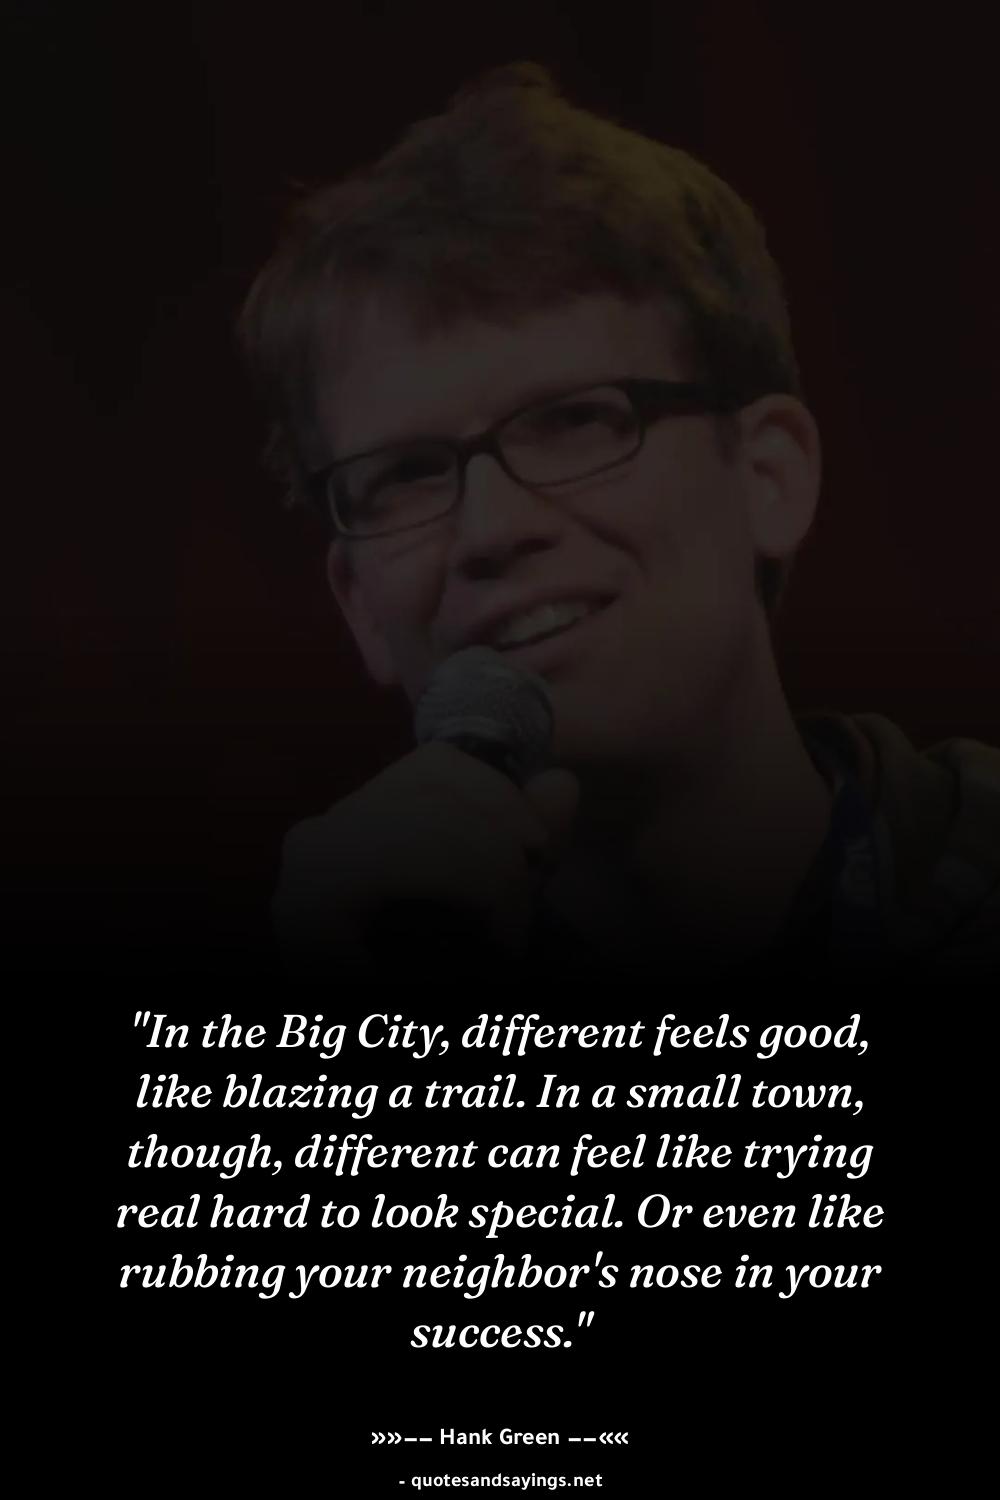 "In the Big City, different feels good,
like blazing a trail. In a small town,
though, different can feel like trying
real hard to look special. Or even like
rubbing your neighbor's nose in your
success."
»»–– Hank Green ––««
- quotesandsayings.net